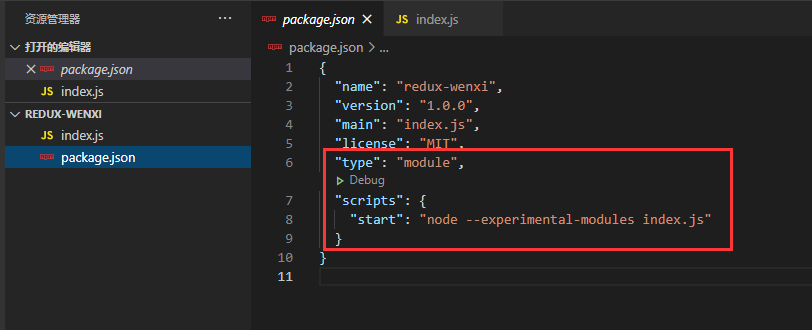 资源管理器 ···
打开的编辑器
package.json
JS index.js
REDUX-WENXI
JS index.js
package.json
package.json JS index.js
package.json > ...
1 {
2 "name": "redux-wenxi",
3 "version": "1.0.0",
4 "main": "index.js",
5 "license": "MIT",
6 "type": "module",
Debug
7 "scripts": {
8 "start": "node --experimental-modules index.js"
9 }
10 }
11